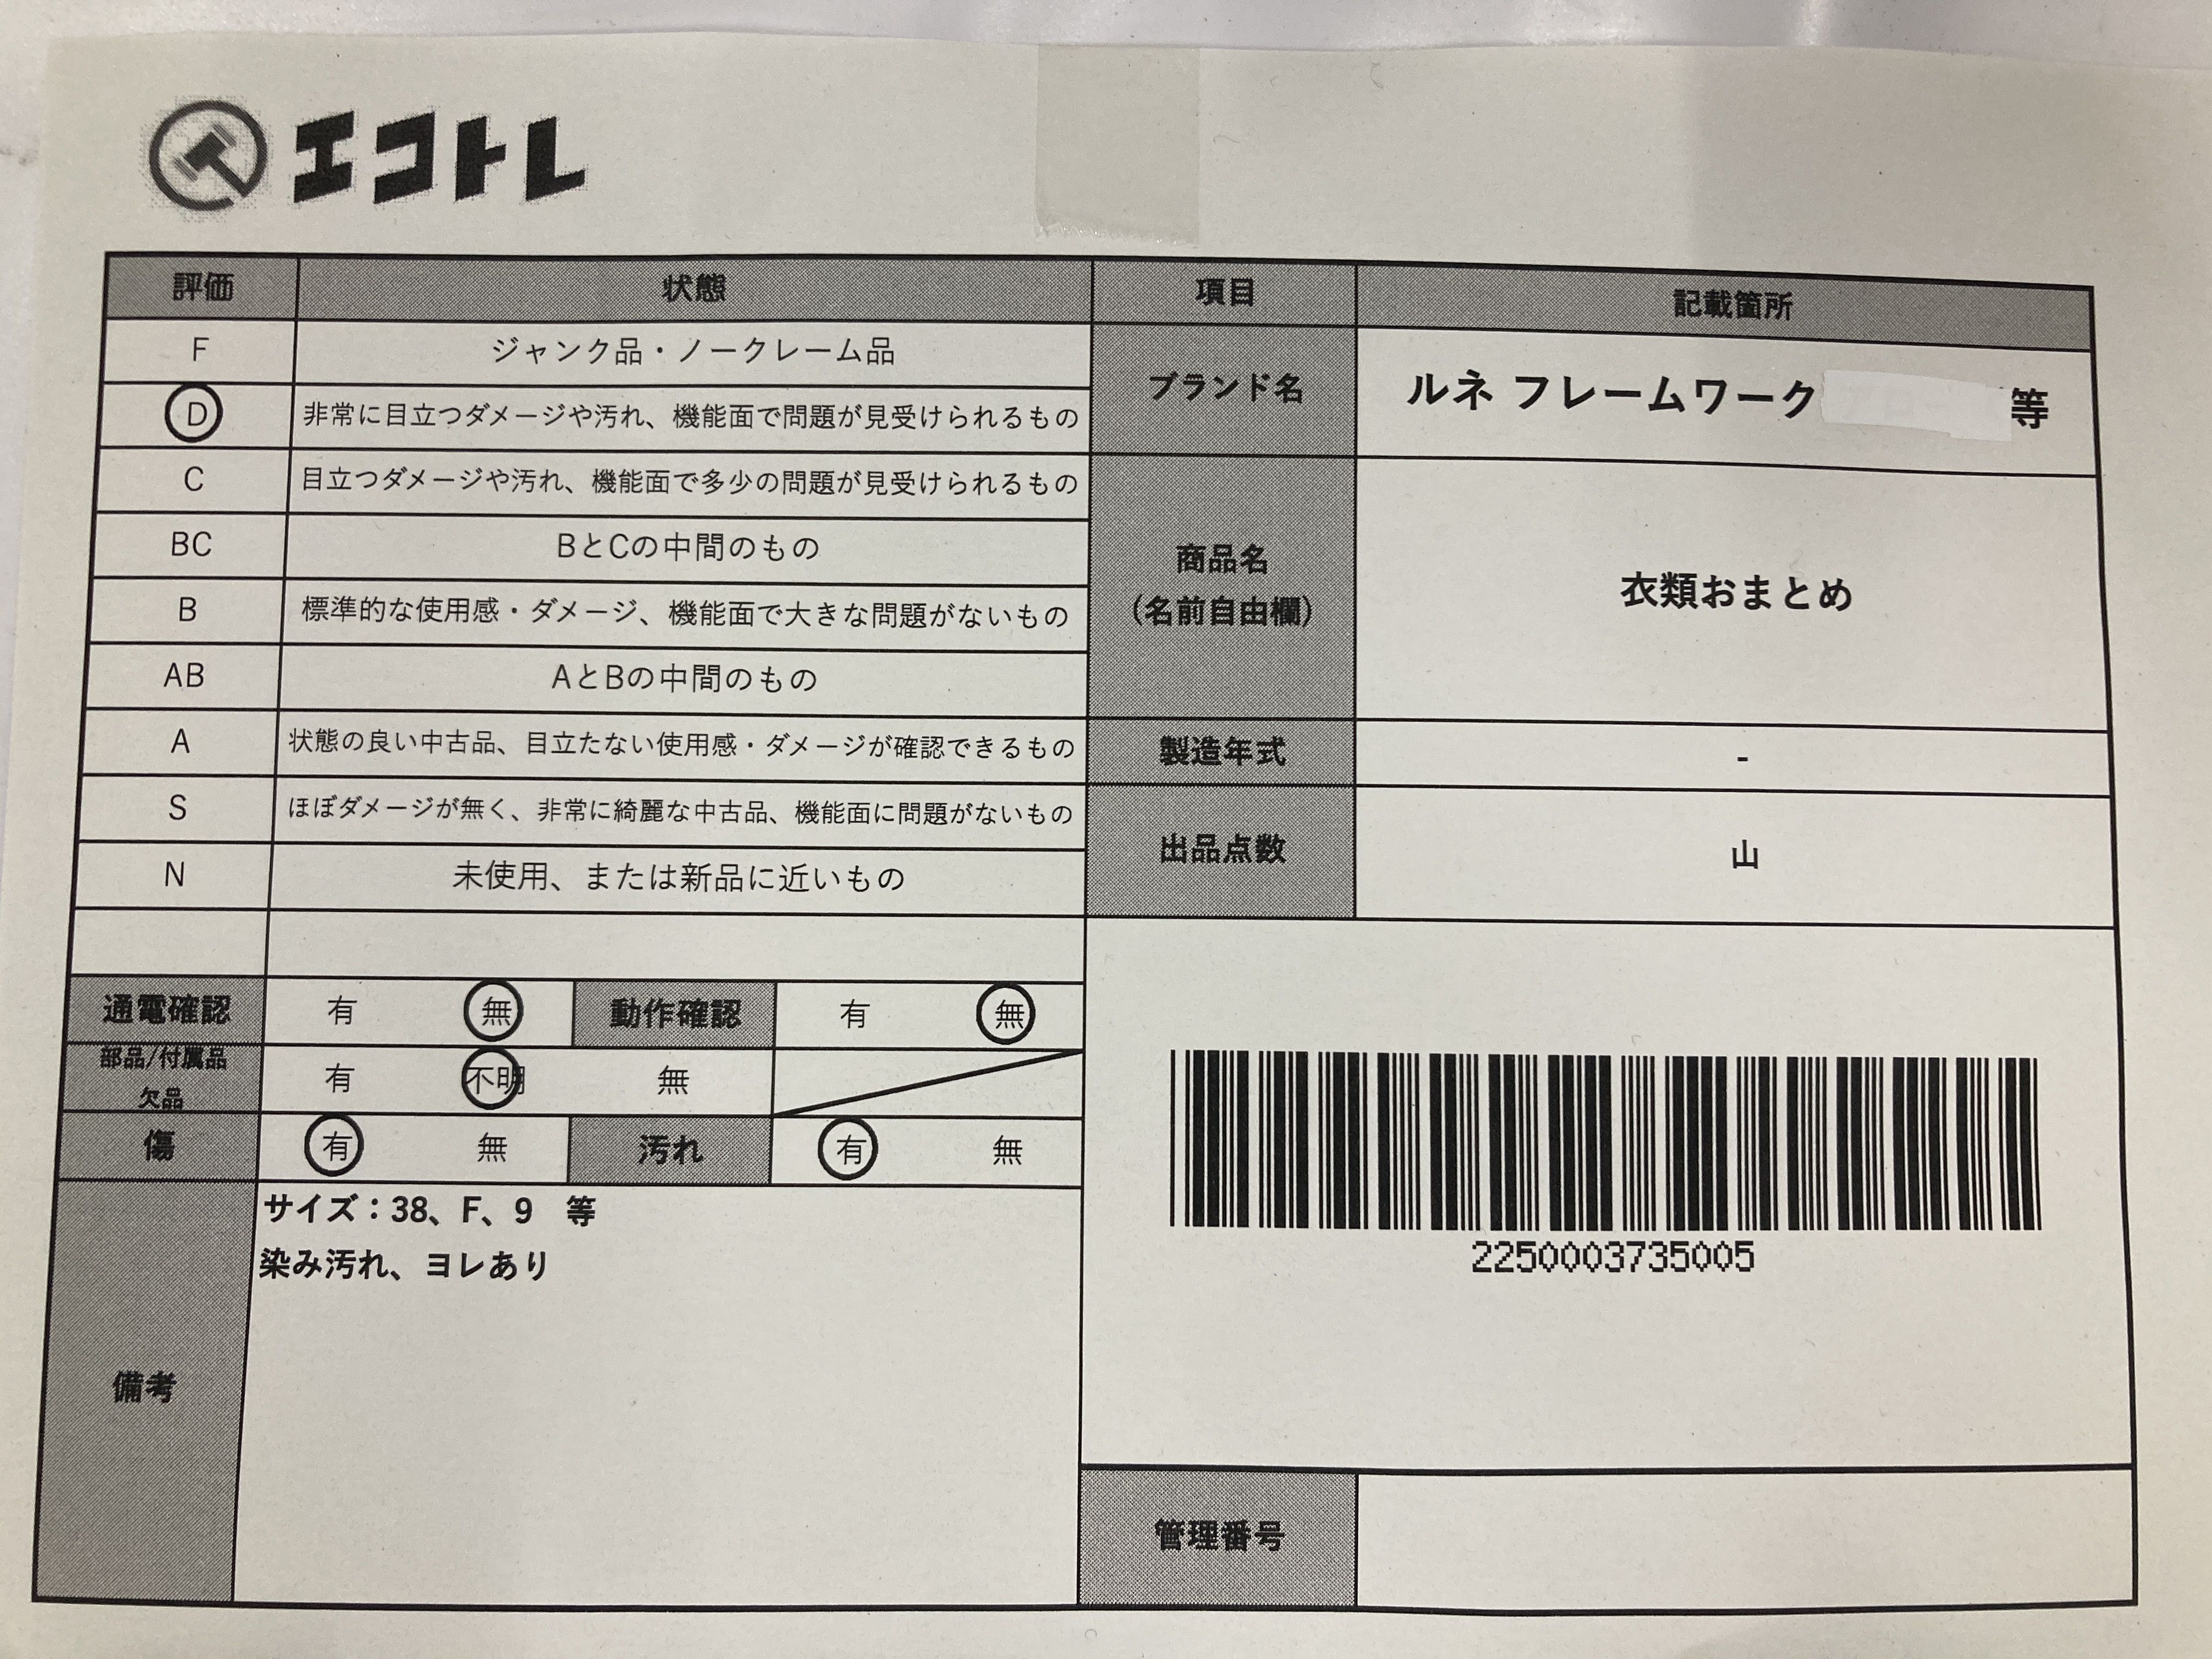 エコトレ
評価 状態 項目 記載箇所
F ジャンク品・ノークレーム品
D 非常に目立つダメージや汚れ、機能面で問題が見受けられるもの
C 目立つダメージや汚れ、機能面で多少の問題が見受けられるもの
BC BとCの中間のもの
B 標準的な使用感・ダメージ、機能面で大きな問題がないもの
AB AとBの中間のもの
A 状態の良い中古品、目立たない使用感・ダメージが確認できるもの
S ほぼダメージが無く、非常に綺麗な中古品、機能面に問題がないもの
N 未使用、または新品に近いもの
ブランド名 ルネ フレームワーク 等
商品名
(名前自由欄)
衣類おまとめ
製造年式 -
出品点数 山
通電確認 有 無 動作確認 有 無
部品/付属品
欠品
有 不明 無
傷 有 無 汚れ 有 無
備考
サイズ：38、F、9 等
染み汚れ、ヨレあり
2250003735005
管理番号